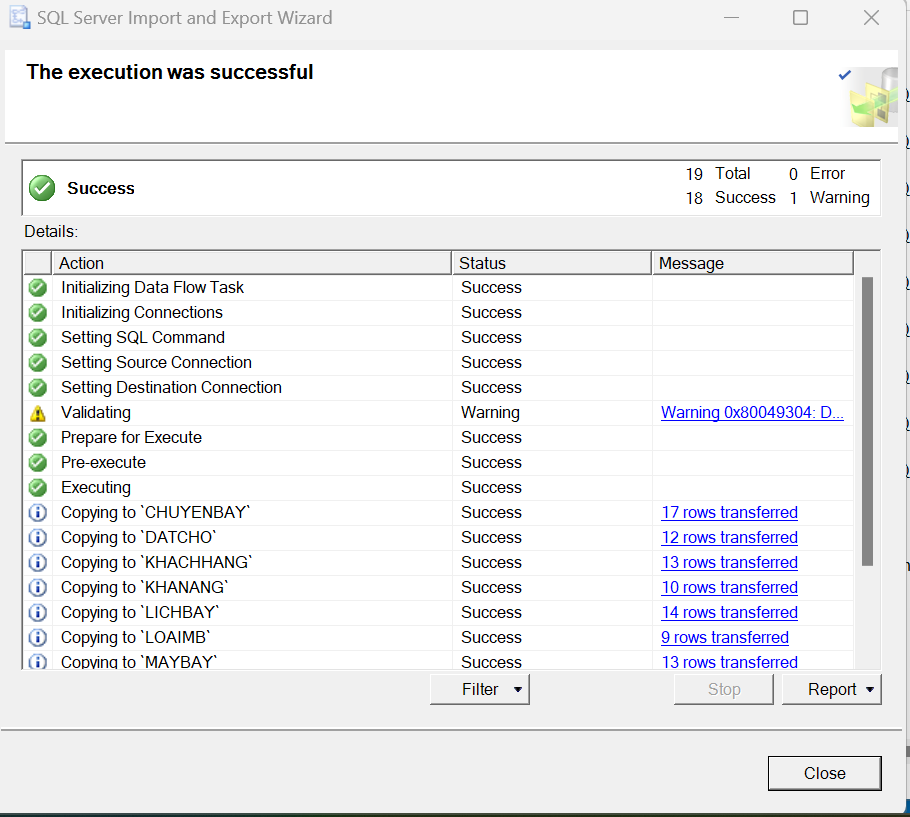 SQL Server Import and Export Wizard
The execution was successful
Success
19 Total 0 Error
18 Success 1 Warning
Details:
Action Status Message
Initializing Data Flow Task Success
Initializing Connections Success
Setting SQL Command Success
Setting Source Connection Success
Setting Destination Connection Success
Validating Warning Warning 0x80049304: D...
Prepare for Execute Success
Pre-execute Success
Executing Success
Copying to `CHUYENBAY` Success 17 rows transferred
Copying to `DATCHO` Success 12 rows transferred
Copying to `KHACHHANG` Success 13 rows transferred
Copying to `KHANANG` Success 10 rows transferred
Copying to `LICHBAY` Success 14 rows transferred
Copying to `LOAIMB` Success 9 rows transferred
Copying to `MAYBAY` Success 13 rows transferred
Filter Stop Report
Close